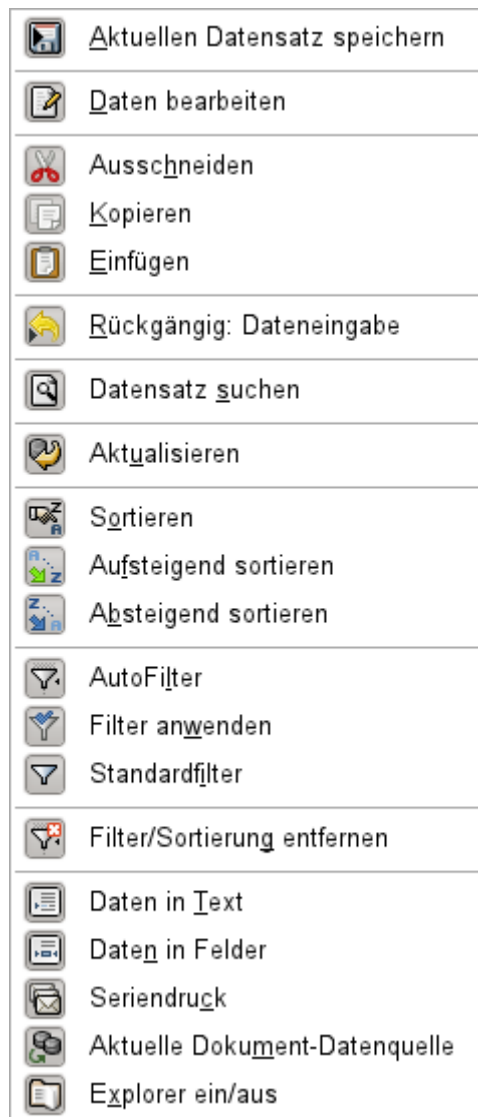 Aktuellen Datensatz speichern
Daten bearbeiten
Ausschneiden
Kopieren
Einfügen
Rückgängig: Dateneingabe
Datensatz suchen
Aktualisieren
Sortieren
Aufsteigend sortieren
Absteigend sortieren
AutoFilter
Filter anwenden
Standardfilter
Filter/Sortierung entfernen
Daten in Text
Daten in Felder
Seriendruck
Aktuelle Dokument-Datenquelle
Explorer ein/aus